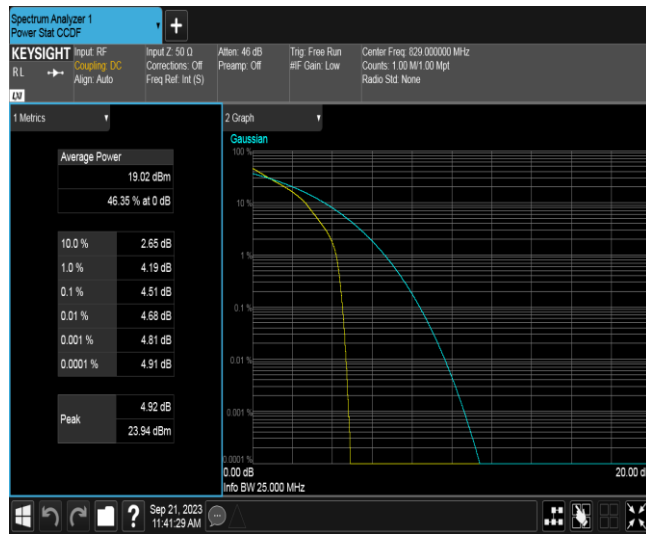 Spectrum Analyzer 1
Power Stat CCDF
+
KEYSIGHT
RL
LXI
Input: RF
Coupling: DC
Align: Auto
Input Z: 50 Ω
Corrections: Off
Freq Ref: Int (S)
Atten: 46 dB
Preamp: Off
Trig: Free Run
#IF Gain: Low
Center Freq: 829.000000 MHz
Counts: 1.00 M/1.00 Mpt
Radio Std: None
1 Metrics
Average Power
19.02 dBm
46.35 % at 0 dB
10.0 % 2.65 dB
1.0 % 4.19 dB
0.1 % 4.51 dB
0.01 % 4.68 dB
0.001 % 4.81 dB
0.0001 % 4.91 dB
Peak
4.92 dB
23.94 dBm
2 Graph
Gaussian
100 %
10 %
1 %
0.1 %
0.01 %
0.001 %
0.0001 %
0.00 dB
20.00 d
Info BW 25.000 MHz
?
Sep 21, 2023
11:41:29 AM